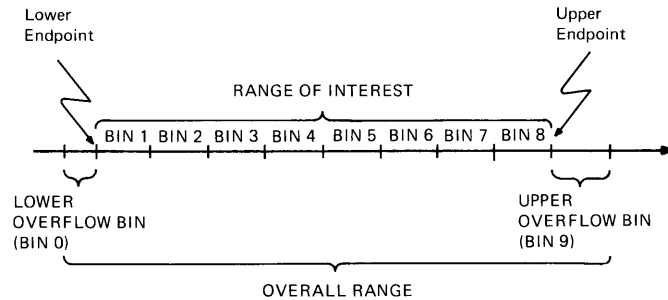 Lower
Endpoint
Upper
Endpoint
RANGE OF INTEREST
BIN 1 BIN 2 BIN 3 BIN 4 BIN 5 BIN 6 BIN 7 BIN 8
LOWER
OVERFLOW BIN
(BIN 0)
UPPER
OVERFLOW BIN
(BIN 9)
OVERALL RANGE